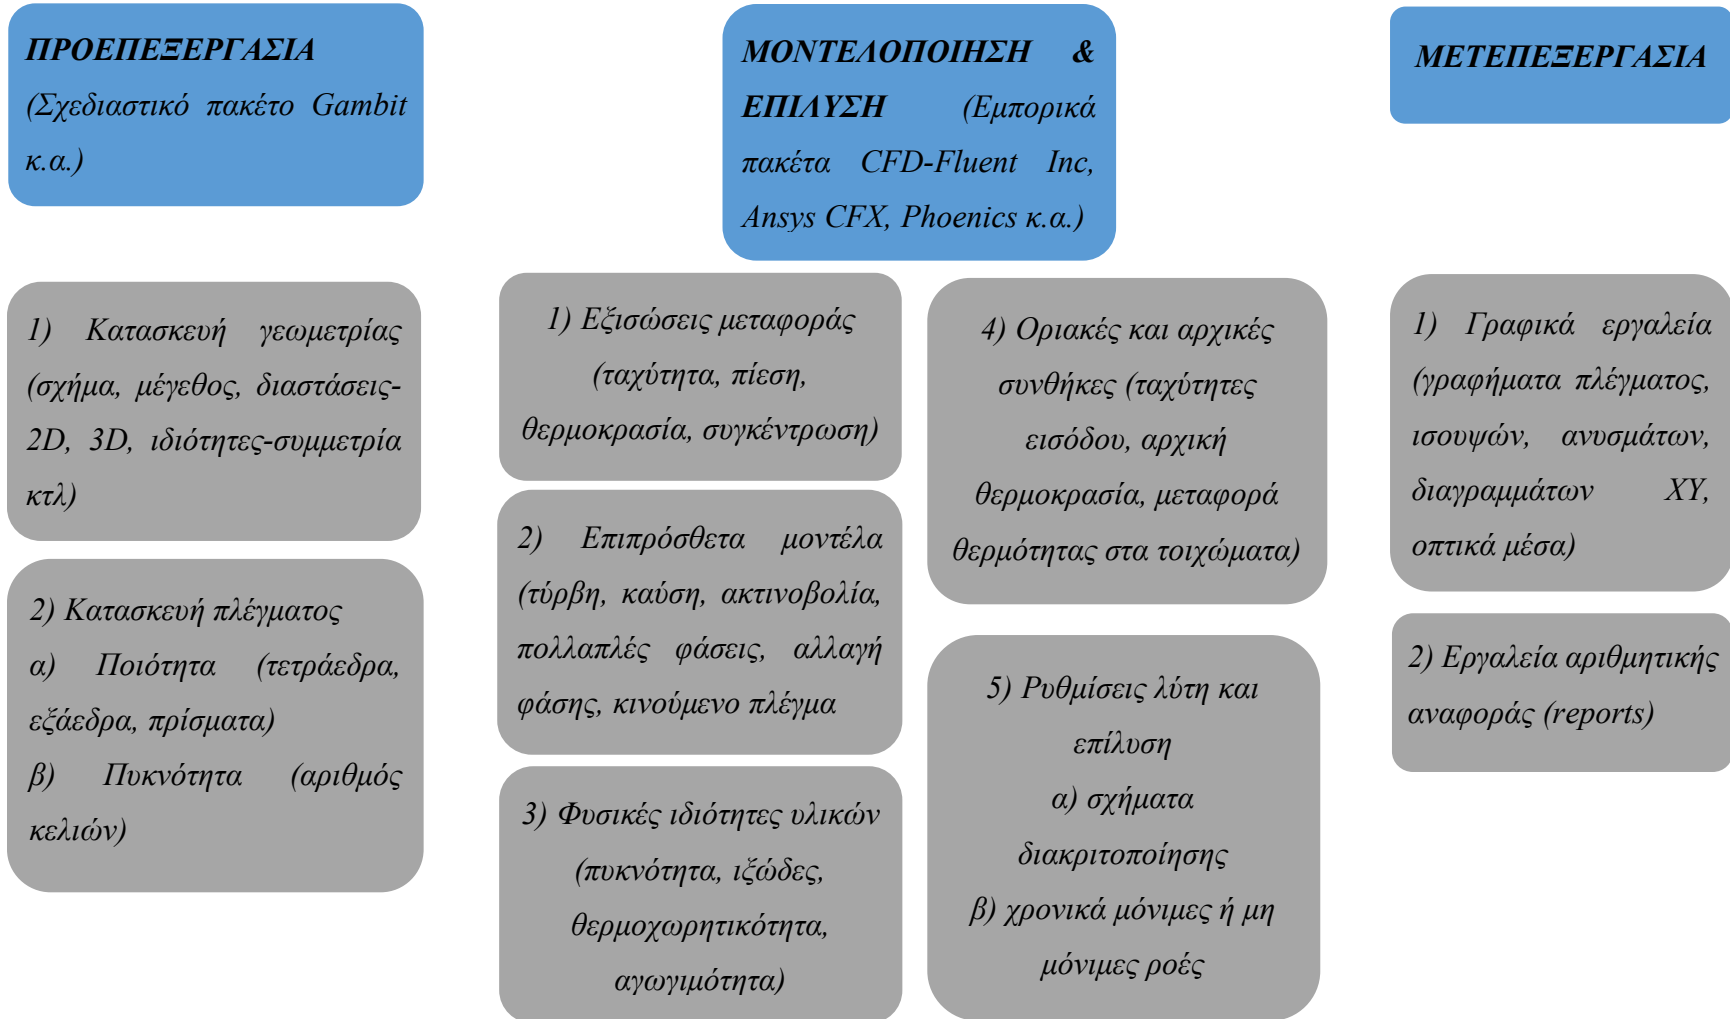 ΠΡΟΕΠΕΞΕΡΓΑΣΙΑ
(Σχεδιαστικό πακέτο Gambit
κ.α.)
ΜΟΝΤΕΛΟΠΟΙΗΣΗ &
ΕΠΙΛΥΣΗ (Εμπορικά
πακέτα CFD-Fluent Inc,
Ansys CFX, Phoenics κ.α.)
ΜΕΤΕΠΕΞΕΡΓΑΣΙΑ
1) Κατασκευή γεωμετρίας
(σχήμα, μέγεθος, διαστάσεις-
2D, 3D, ιδιότητες-συμμετρία
κτλ)
2) Κατασκευή πλέγματος
α) Ποιότητα (τετράεδρα,
εξάεδρα, πρίσματα)
β) Πυκνότητα (αριθμός
κελιών)
1) Εξισώσεις μεταφοράς
(ταχύτητα, πίεση,
θερμοκρασία, συγκέντρωση)
2) Επιπρόσθετα μοντέλα
(τύρβη, καύση, ακτινοβολία,
πολλαπλές φάσεις, αλλαγή
φάσης, κινούμενο πλέγμα
3) Φυσικές ιδιότητες υλικών
(πυκνότητα, ιξώδες,
θερμοχωρητικότητα,
αγωγιμότητα)
4) Οριακές και αρχικές
συνθήκες (ταχύτητες
εισόδου, αρχική
θερμοκρασία, μεταφορά
θερμότητας στα τοιχώματα)
5) Ρυθμίσεις λύτη και
επίλυση
α) σχήματα
διακριτοποίησης
β) χρονικά μόνιμες ή μη
μόνιμες ροές
1) Γραφικά εργαλεία
(γραφήματα πλέγματος,
ισουψών, ανυσμάτων,
διαγραμμάτων XY,
οπτικά μέσα)
2) Εργαλεία αριθμητικής
αναφοράς (reports)